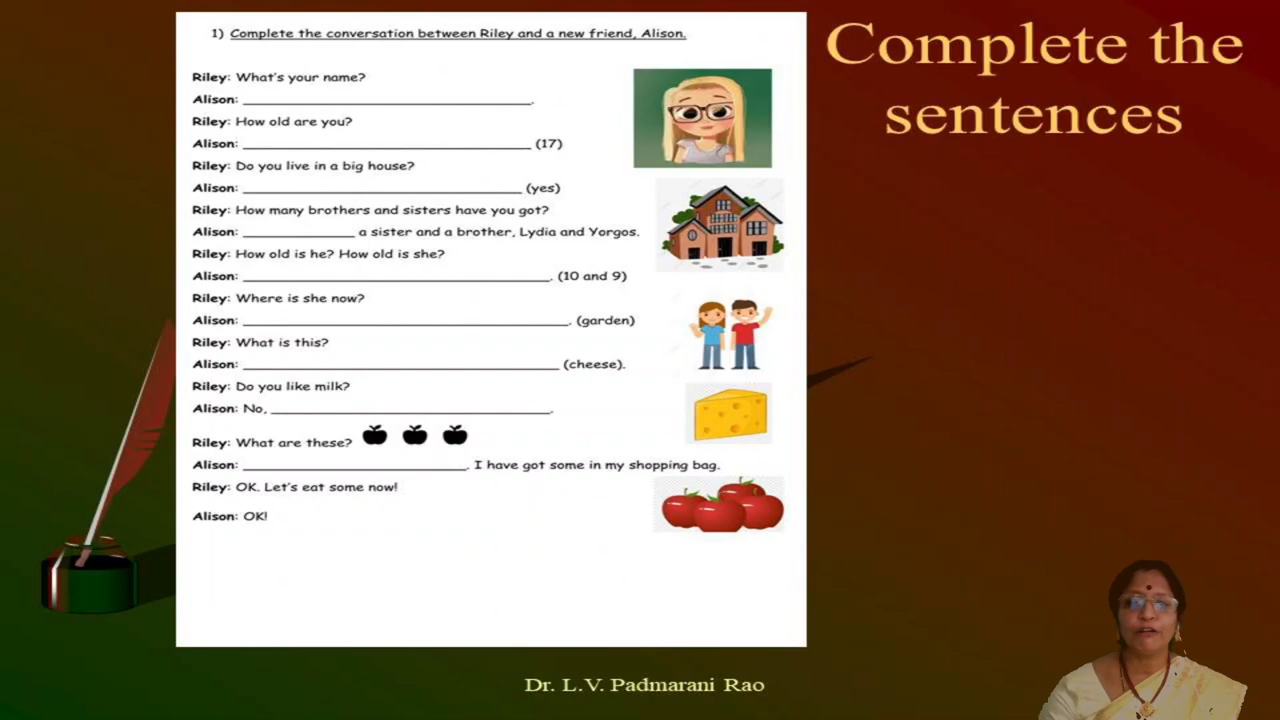 1) Complete the conversation between Riley and a new friend, Alison.
Riley: What's your name?
Alison: ______________________________.
Riley: How old are you?
Alison: ______________________________ (17)
Riley: Do you live in a big house?
Alison: ______________________________ (yes)
Riley: How many brothers and sisters have you got?
Alison: ____________ a sister and a brother, Lydia and Yorgos.
Riley: How old is he? How old is she?
Alison: ______________________________. (10 and 9)
Riley: Where is she now?
Alison: ______________________________. (garden)
Riley: What is this?
Alison: ______________________________ (cheese).
Riley: Do you like milk?
Alison: No, ______________________________.
Riley: What are these?
Alison: ________________________. I have got some in my shopping bag.
Riley: OK. Let's eat some now!
Alison: OK!
Complete the
sentences
Dr. L.V. Padmarani Rao